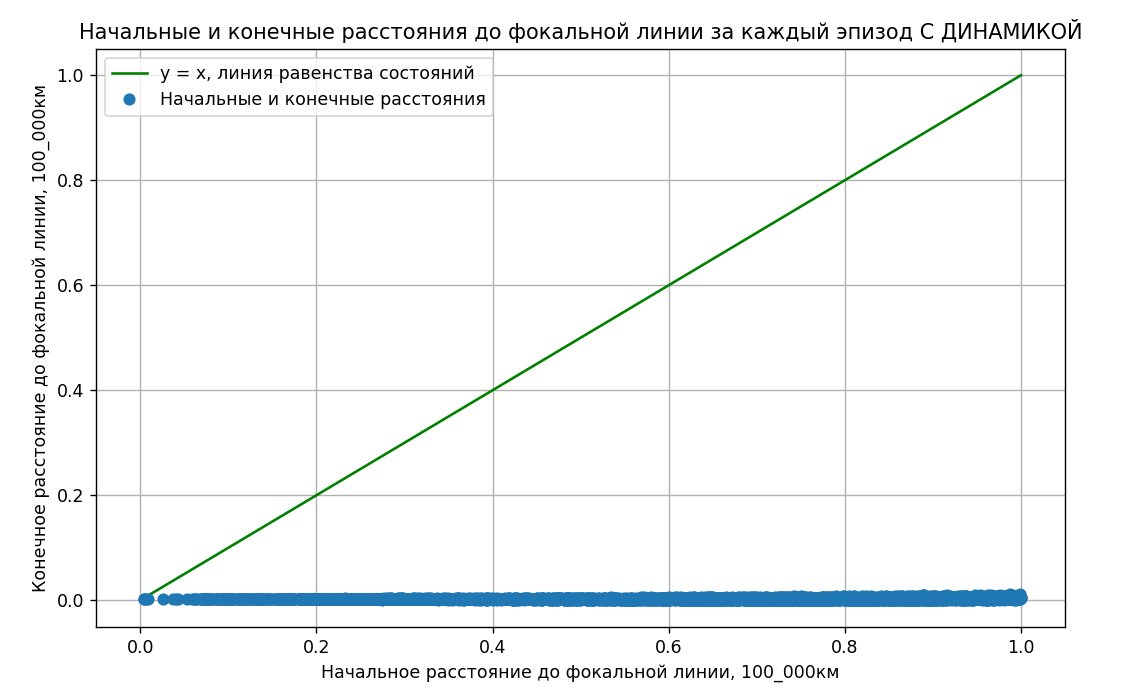 Начальные и конечные расстояния до фокальной линии за каждый эпизод С ДИНАМИКОЙ
y = x, линия равенства состояний
Начальные и конечные расстояния
1.0
0.8
0.6
0.4
0.2
0.0
Конечное расстояние до фокальной линии, 100_000км
0.0 0.2 0.4 0.6 0.8 1.0
Начальное расстояние до фокальной линии, 100_000км